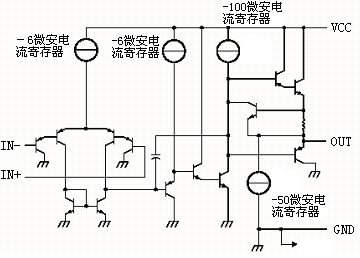 -100微安电
流寄存器
VCC
-6微安电
流寄存器
-6微安电
流寄存器
IN-
OUT
IN+
-50微安电
流寄存器
GND